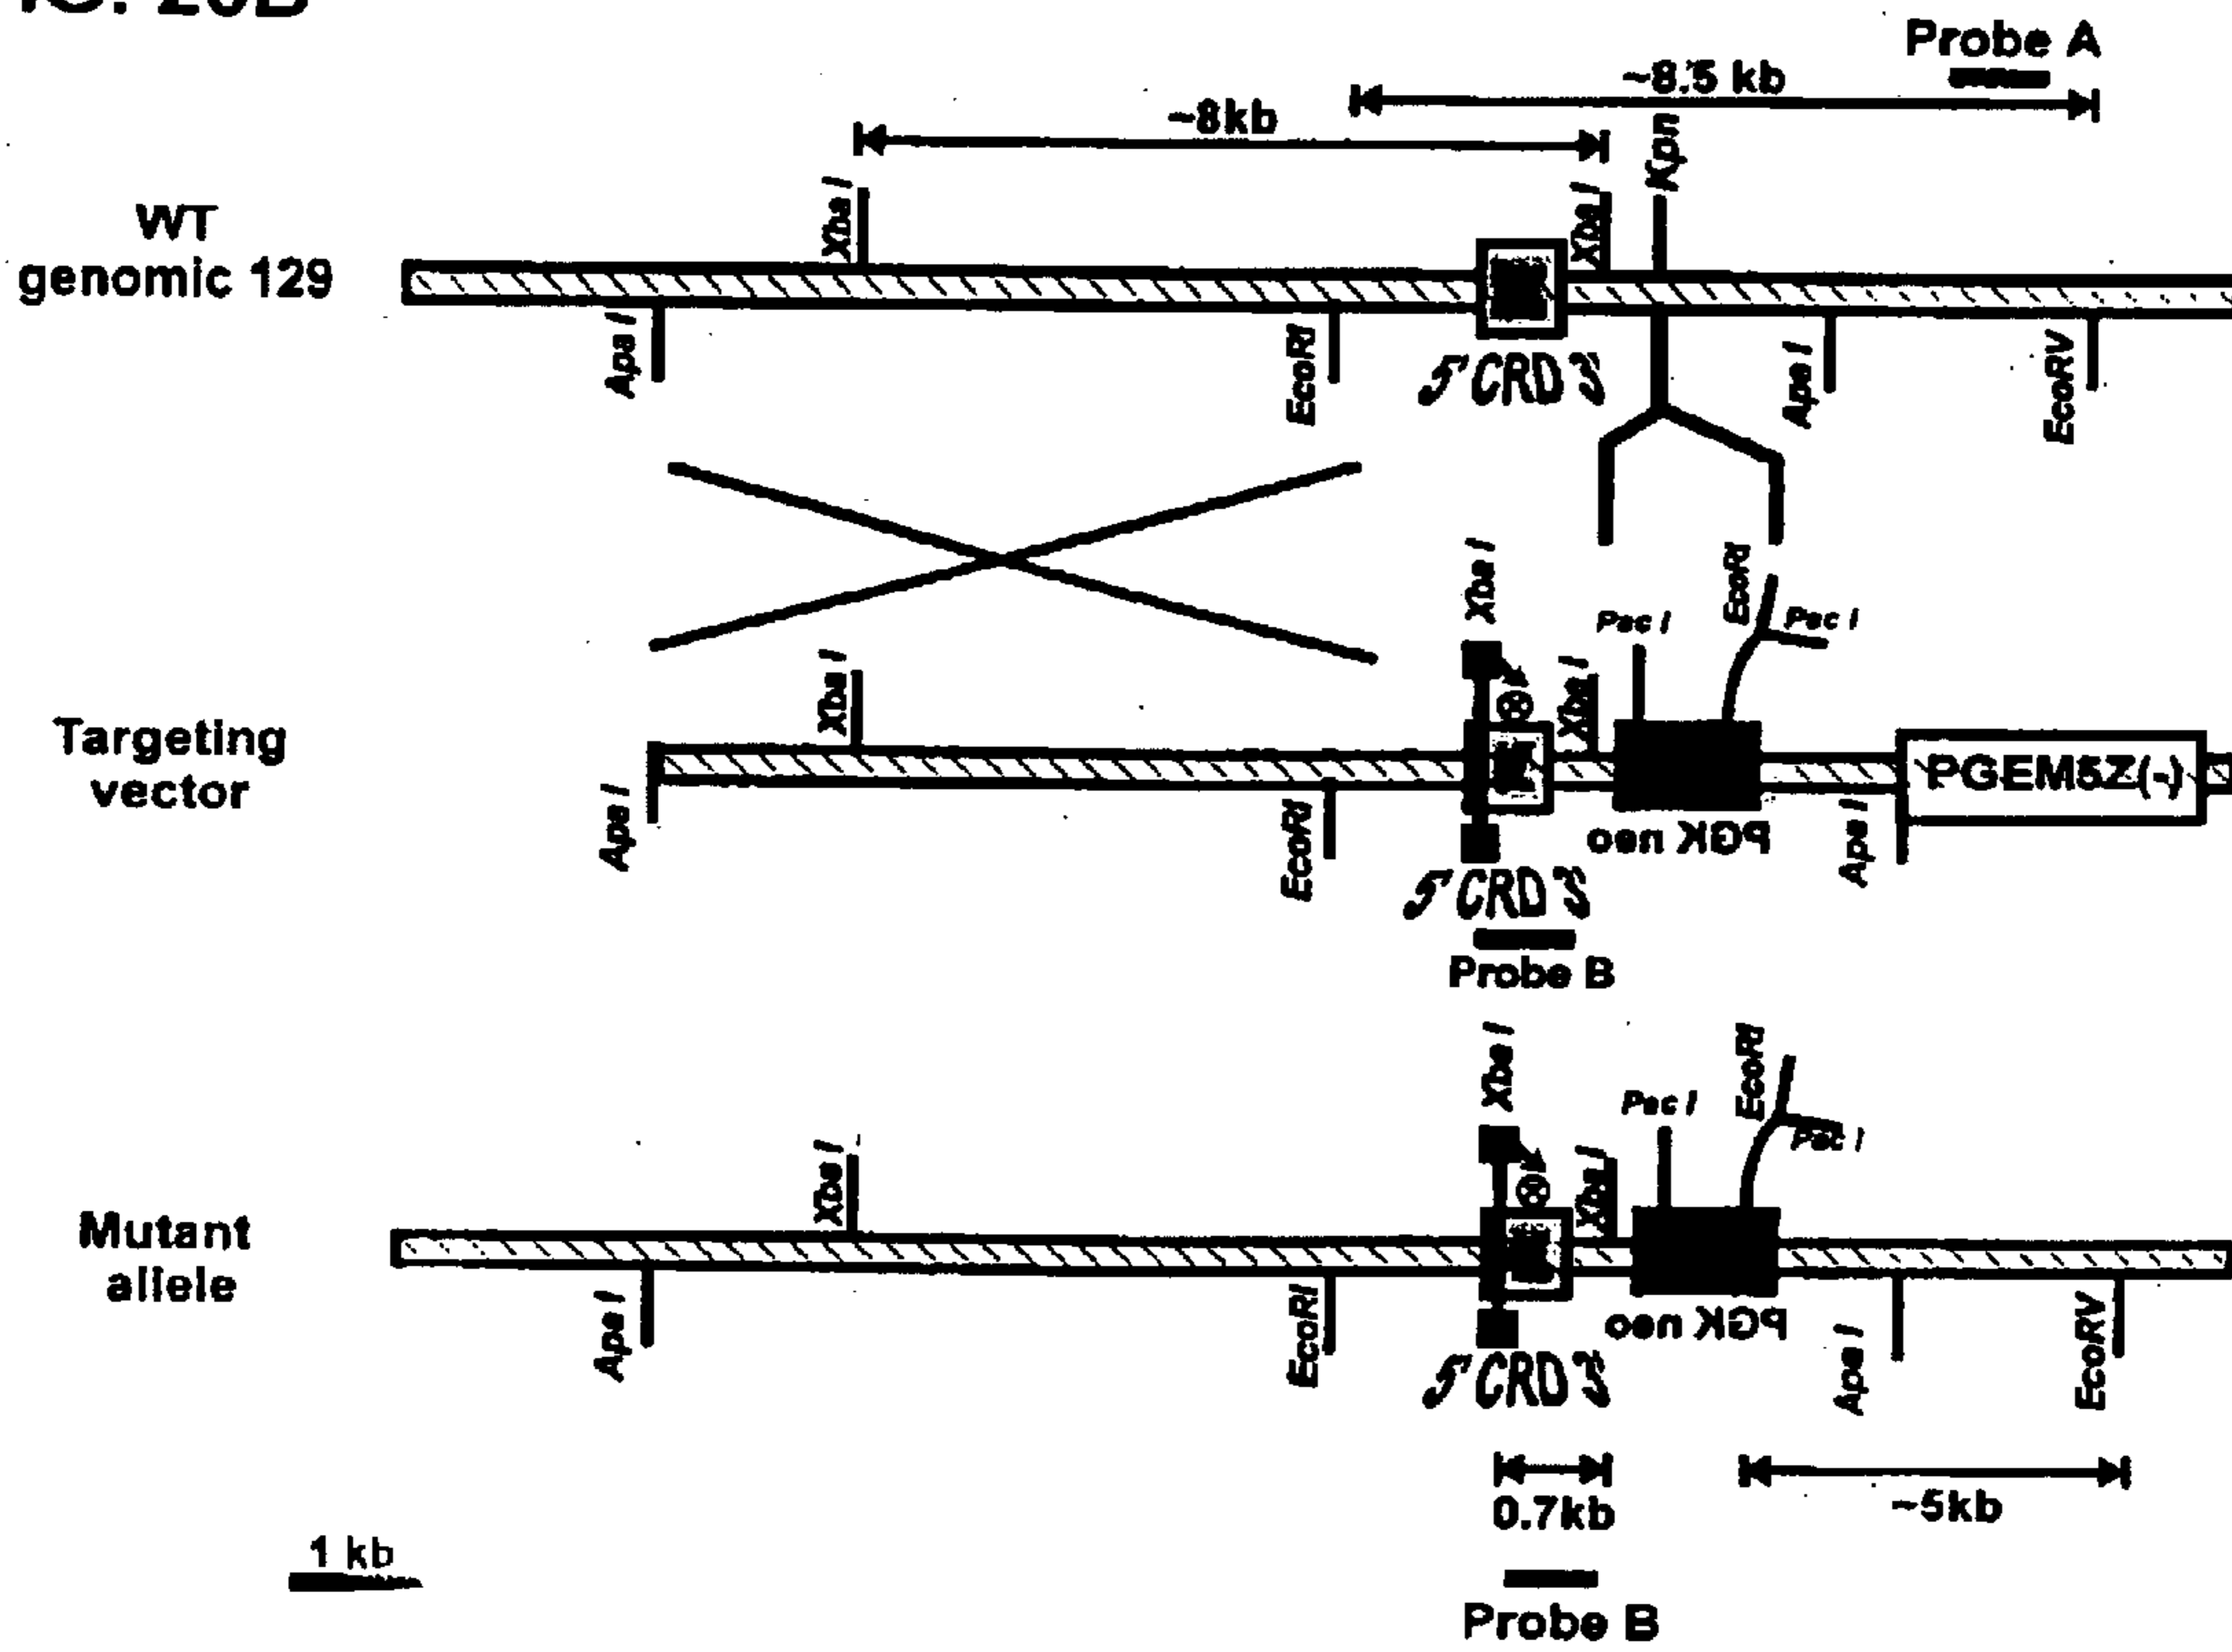 Probe A
~8.5 kb
~8kb
Kpn
Xba I
Xba I
WT
genomic 129
Apa I
EcoRI
5' CRD 3'
Apa I
EcoRV
Xba I
EcoRI
Pac I
Pac I
Xba I
Xba I
Targeting
vector
PGEM5Z(-)
PGK neo
Apa I
EcoRI
Apa I
5' CRD 3'
Probe B
Xba I
EcoRI
Pac I
Pac I
Xba I
Xba I
Mutant
allele
PGK neo
Apa I
EcoRI
5' CRD 3'
Apa I
EcoRV
0.7kb
~5kb
1 kb
Probe B